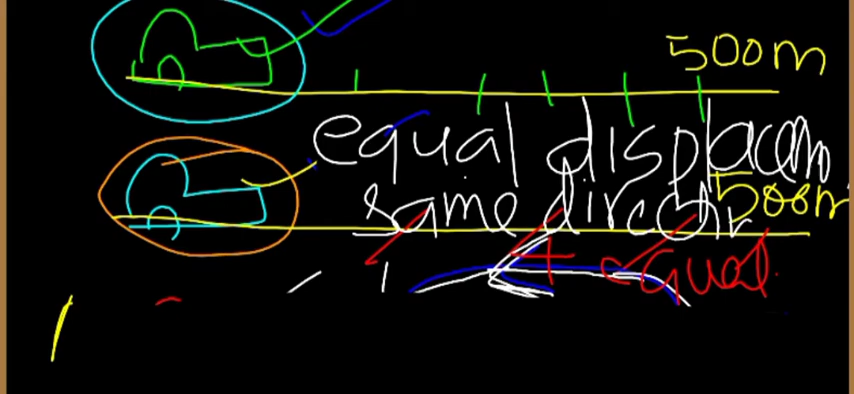 500m
equal displacem
same direction 500m
+ equal